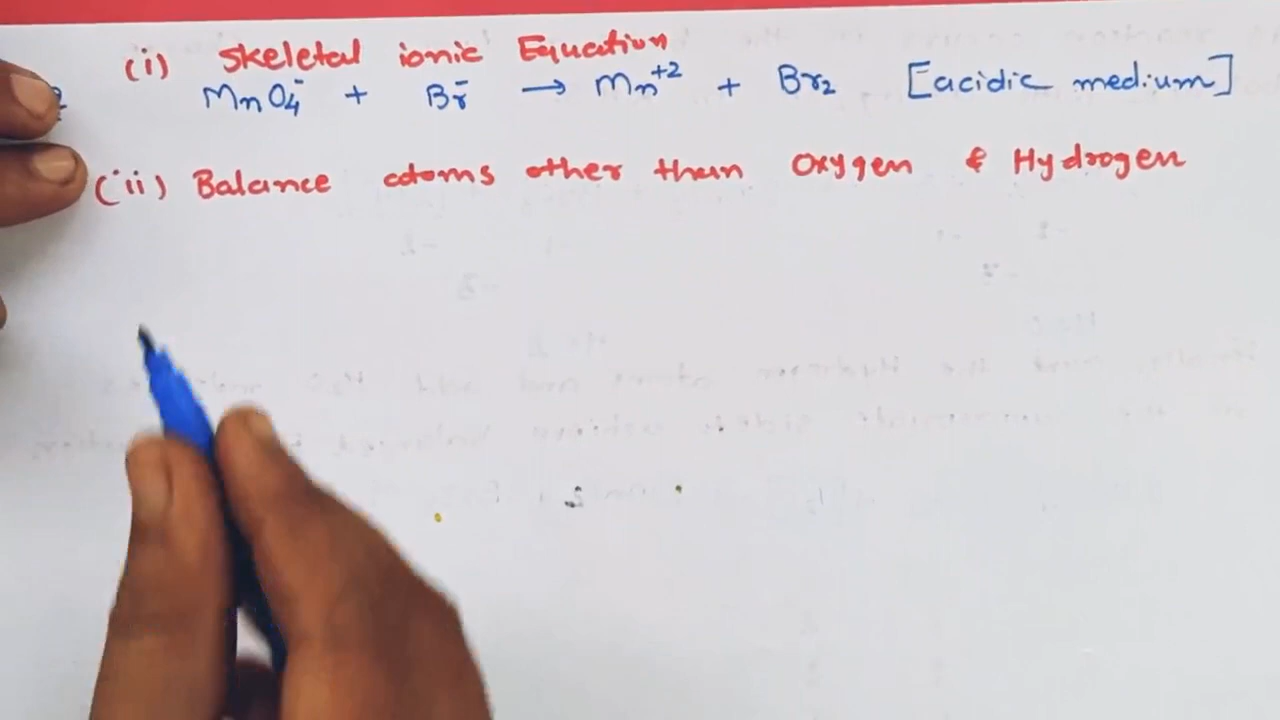 (i) Skeletal ionic Equation
MnO₄⁻ + Br⁻ → Mn⁺² + Br₂ [acidic medium]
(ii) Balance atoms other than Oxygen & Hydrogen